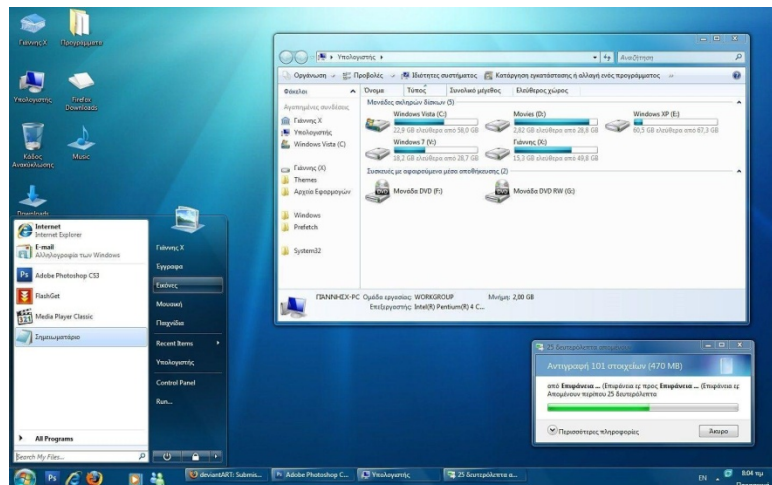 ΓιάννηςX
Προγράμματα
Υπολογιστής
Firefox
Downloads
Κάδος
Ανακύκλωσης
Music
Downloads
Υπολογιστής
Αναζήτηση
Οργάνωση
Προβολές
Ιδιότητες συστήματος
Κατάργηση εγκατάστασης ή αλλαγή ενός προγράμματος
Φάκελοι
Όνομα
Τύπος
Συνολικό μέγεθος
Ελεύθερος χώρος
Αγαπημένες συνδέσεις
Γιάννης X
Υπολογιστής
Windows Vista (C)
Γιάννης (X)
Themes
Αρχεία Εφαρμογών
Windows
Prefetch
System32
Μονάδες σκληρών δίσκων (5)
Windows Vista (C:)
22,9 GB ελεύθερα από 58,0 GB
Movies (D:)
2,82 GB ελεύθερα από 28,8 GB
Windows XP (E:)
60,5 GB ελεύθερα από 67,3 GB
Windows 7 (V:)
18,2 GB ελεύθερα από 28,7 GB
Γιάννης (X:)
15,3 GB ελεύθερα από 49,8 GB
Συσκευές με αφαιρούμενο μέσο αποθήκευσης (2)
Μονάδα DVD (F:)
Μονάδα DVD RW (G:)
ΓΙΑΝΝΗΣX-PC
Ομάδα εργασίας: WORKGROUP
Μνήμη: 2,00 GB
Επεξεργαστής: Intel(R) Pentium(R) 4 C...
Internet
Internet Explorer
E-mail
Αλληλογραφία των Windows
Adobe Photoshop CS3
FlashGet
Media Player Classic
Σημειωματάριο
All Programs
Search My Files...
Γιάννης X
Έγγραφα
Εικόνες
Μουσική
Παιχνίδια
Recent Items
Υπολογιστής
Control Panel
Run...
25 δευτερόλεπτα απομένουν
Αντιγραφή 101 στοιχείων (470 MB)
από Επιφάνεια ... (Επιφάνεια ερ προς Επιφάνεια ... (Επιφάνεια ερ
Απομένουν περίπου 25 δευτερόλεπτα
Περισσότερες πληροφορίες
Άκυρο
deviantART: Submis...
Adobe Photoshop C...
Υπολογιστής
25 δευτερόλεπτα α...
EN
8:04 πμ